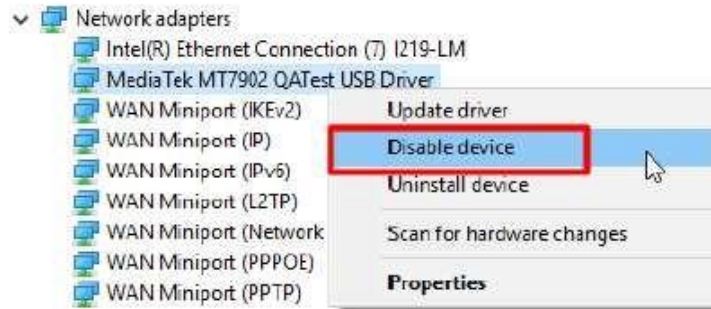 Network adapters
Intel(R) Ethernet Connection (7) I219-LM
MediaTek MT7902 QATest USB Driver
WAN Miniport (IKEv2)
WAN Miniport (IP)
WAN Miniport (IPv6)
WAN Miniport (L2TP)
WAN Miniport (Network
WAN Miniport (PPPOE)
WAN Miniport (PPTP)
Update driver
Disable device
Uninstall device
Scan for hardware changes
Properties